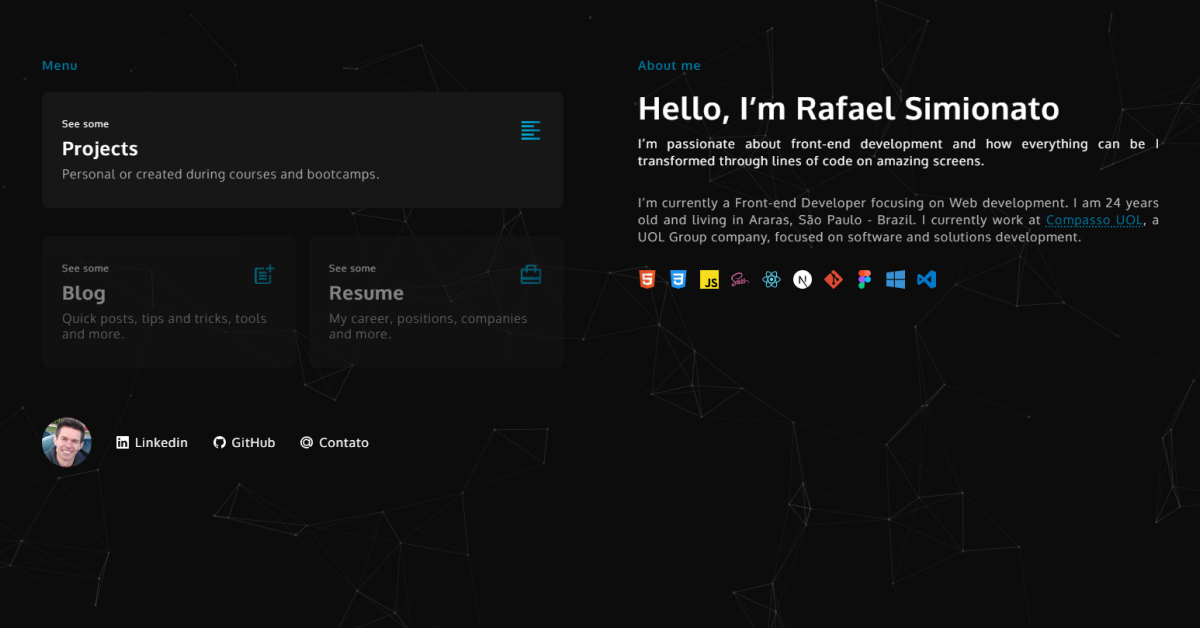 Menu
See some
Projects
Personal or created during courses and bootcamps.
See some
Blog
Quick posts, tips and tricks, tools
and more.
See some
Resume
My career, positions, companies
and more.
Linkedin
GitHub
Contato
About me
Hello, I’m Rafael Simionato
I’m passionate about front-end development and how everything can be l
transformed through lines of code on amazing screens.
I’m currently a Front-end Developer focusing on Web development. I am 24 years
old and living in Araras, São Paulo - Brazil. I currently work at Compasso UOL, a
UOL Group company, focused on software and solutions development.
5 3 JS Sass N